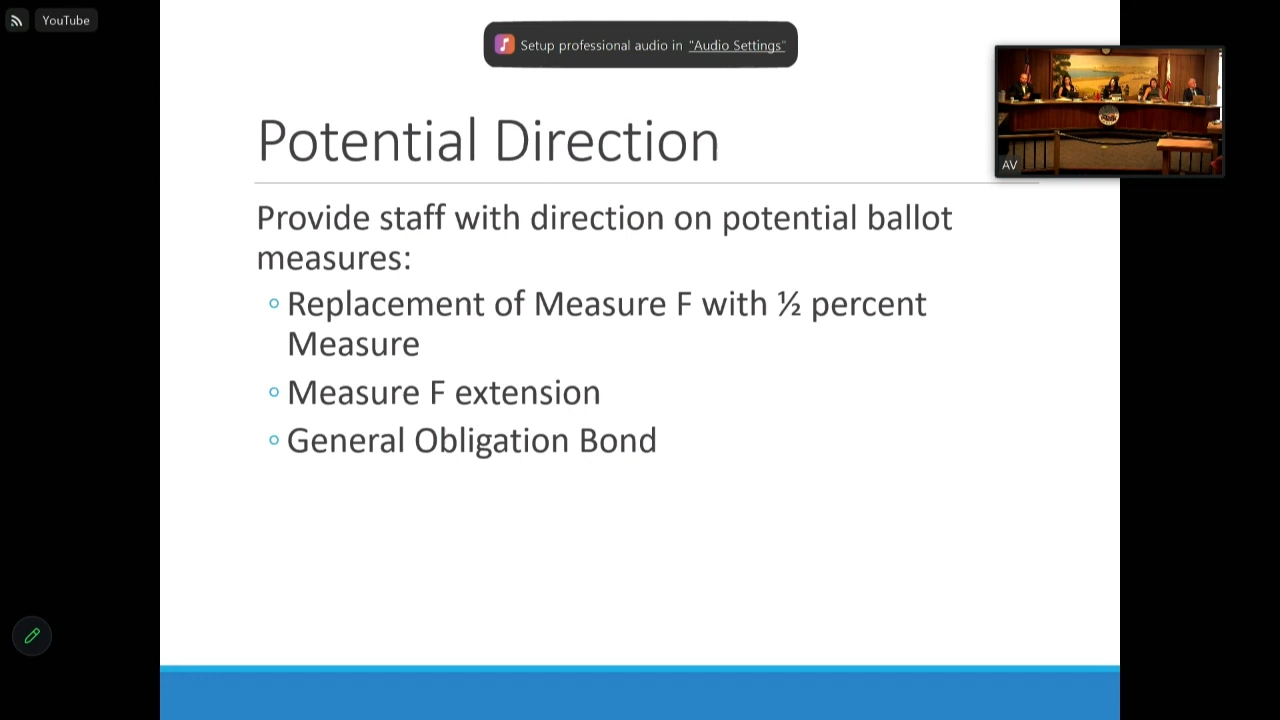 YouTube
Setup professional audio in "Audio Settings"
Potential Direction
AV
Provide staff with direction on potential ballot
measures:
Replacement of Measure F with ½ percent
Measure
Measure F extension
General Obligation Bond